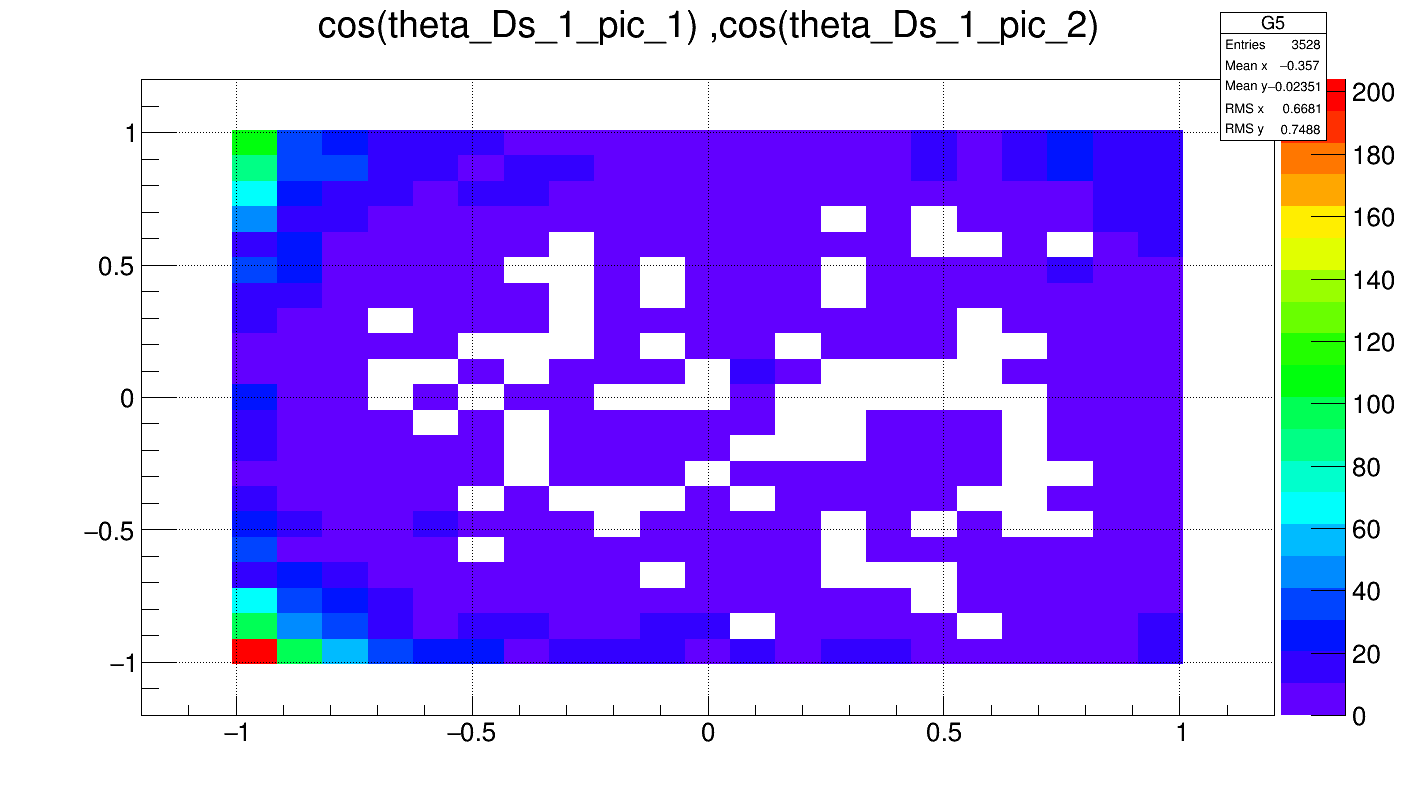 cos(theta_Ds_1_pic_1) ,cos(theta_Ds_1_pic_2)
G5
Entries 3528
Mean x −0.357
Mean y −0.02351
RMS x 0.6681
RMS y 0.7488
200
180
160
140
120
100
80
60
40
20
0
1
0.5
0
−0.5
−1
−1 −0.5 0 0.5 1